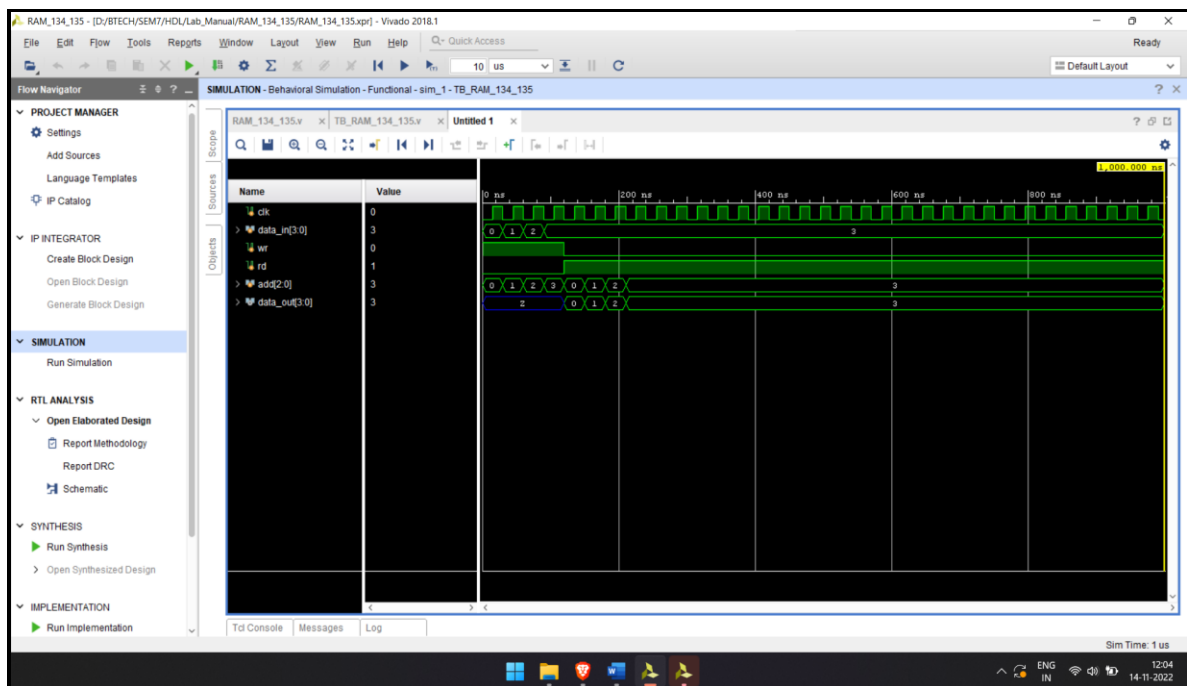 RAM_134_135 - [D:/BTECH/SEM7/HDL/Lab_Manual/RAM_134_135/RAM_134_135.xpr] - Vivado 2018.1
File Edit Flow Tools Reports Window Layout View Run Help Q- Quick Access Ready
10 us Default Layout
Flow Navigator ? SIMULATION - Behavioral Simulation - Functional - sim_1 - TB_RAM_134_135 ?
PROJECT MANAGER
Settings
Add Sources
Language Templates
IP Catalog
IP INTEGRATOR
Create Block Design
Open Block Design
Generate Block Design
SIMULATION
Run Simulation
RTL ANALYSIS
Open Elaborated Design
Report Methodology
Report DRC
Schematic
SYNTHESIS
Run Synthesis
Open Synthesized Design
IMPLEMENTATION
Run Implementation
Scope
Sources
Objects
RAM_134_135.v TB_RAM_134_135.v Untitled 1 ?
1,000.000 ns
Name Value 0 ns 200 ns 400 ns 600 ns 800 ns
clk 0
data_in[3:0] 3 0 1 2 3
wr 0
rd 1
add[2:0] 3 0 1 2 3 0 1 2 3
data_out[3:0] 3 Z 0 1 2 3
Tcl Console Messages Log
Sim Time: 1 us
ENG 12:04
IN 14-11-2022